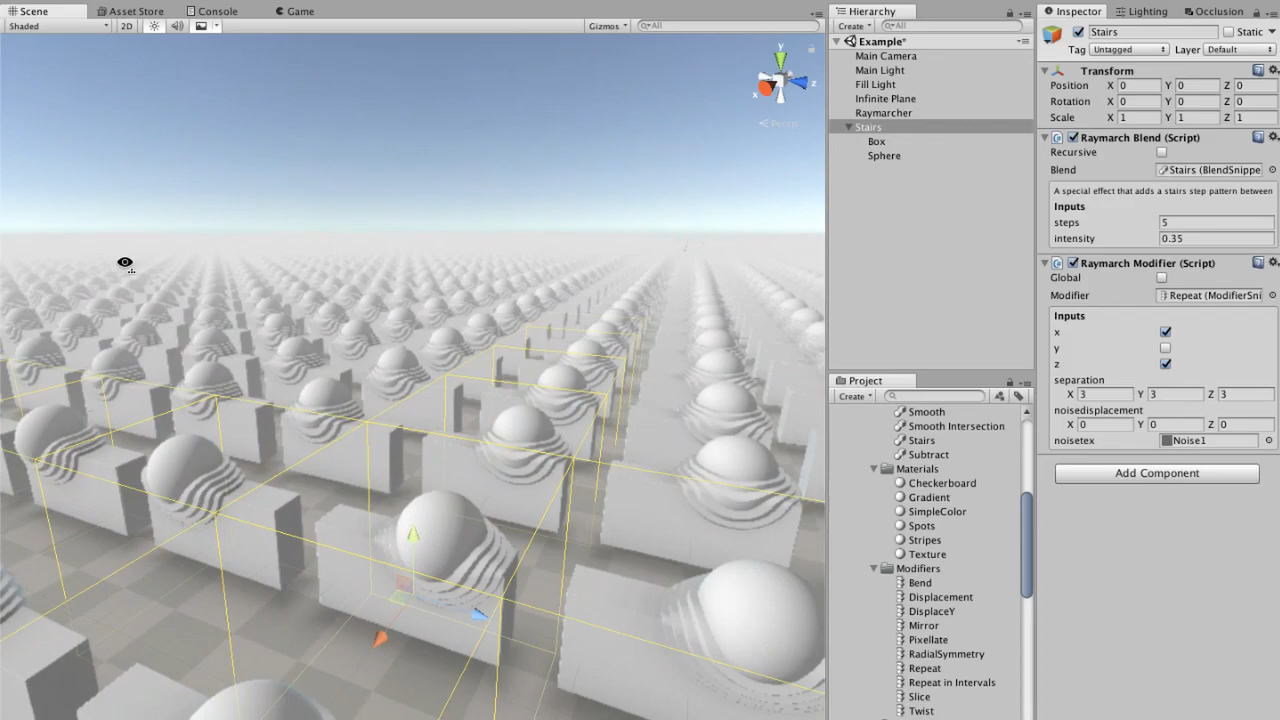 Scene Asset Store Console Game
Shaded 2D Gizmos All
y
x z
Persp
Hierarchy
Create All
Example*
Main Camera
Main Light
Fill Light
Infinite Plane
Raymarcher
Stairs
Box
Sphere
Project
Create
Smooth
Smooth Intersection
Stairs
Subtract
Materials
Checkerboard
Gradient
SimpleColor
Spots
Stripes
Texture
Modifiers
Bend
Displacement
DisplaceY
Mirror
Pixellate
RadialSymmetry
Repeat
Repeat in Intervals
Slice
Twist
Inspector Lighting Occlusion
Stairs Static
Tag Untagged Layer Default
Transform
Position X 0 Y 0 Z 0
Rotation X 0 Y 0 Z 0
Scale X 1 Y 1 Z 1
Raymarch Blend (Script)
Recursive
Blend Stairs (BlendSnippe
A special effect that adds a stairs step pattern between
Inputs
steps 5
intensity 0.35
Raymarch Modifier (Script)
Global
Modifier Repeat (ModifierSni
Inputs
x
y
z
separation
X 3 Y 3 Z 3
noisedisplacement
X 0 Y 0 Z 0
noisetex Noise1
Add Component